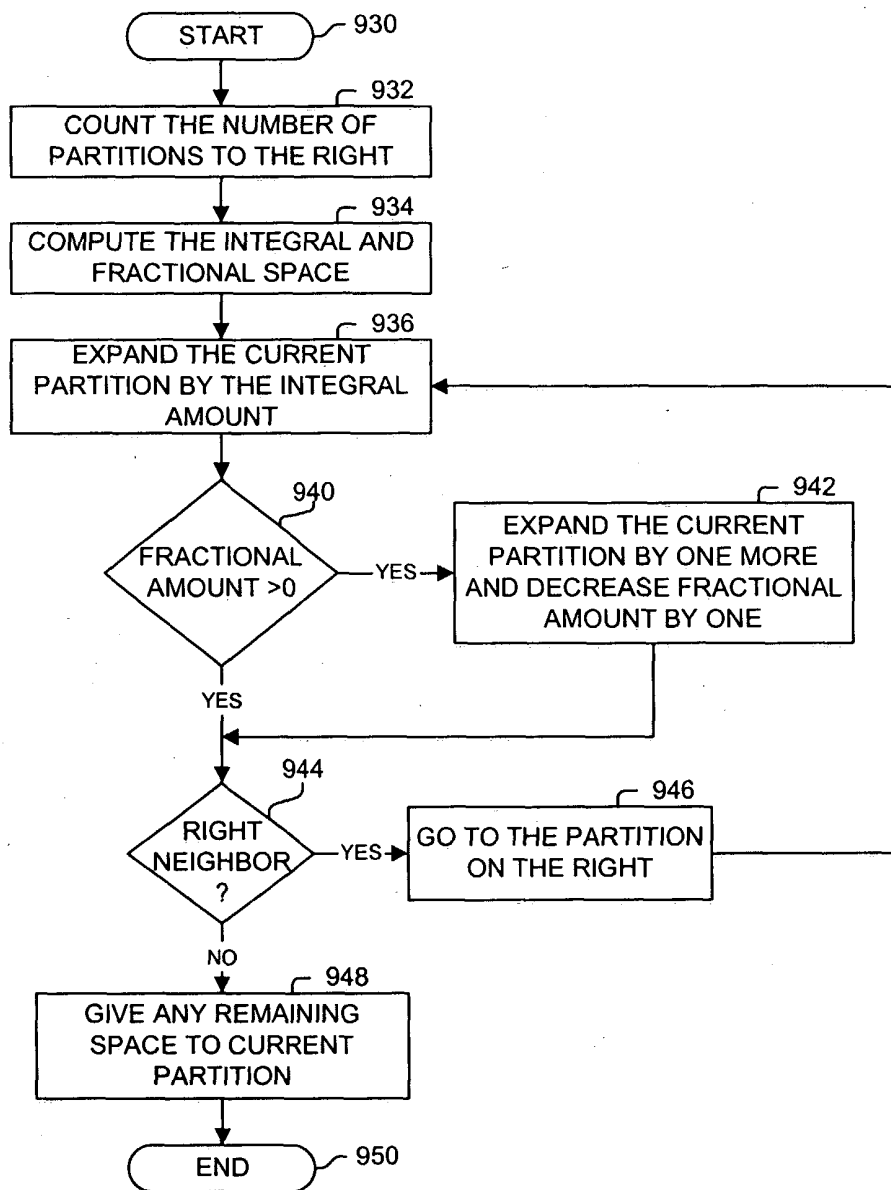 START
930
932
COUNT THE NUMBER OF
PARTITIONS TO THE RIGHT
934
COMPUTE THE INTEGRAL AND
FRACTIONAL SPACE
936
EXPAND THE CURRENT
PARTITION BY THE INTEGRAL
AMOUNT
940
FRACTIONAL
AMOUNT >0
YES
942
EXPAND THE CURRENT
PARTITION BY ONE MORE
AND DECREASE FRACTIONAL
AMOUNT BY ONE
YES
944
RIGHT
NEIGHBOR
?
YES
946
GO TO THE PARTITION
ON THE RIGHT
NO
948
GIVE ANY REMAINING
SPACE TO CURRENT
PARTITION
END
950